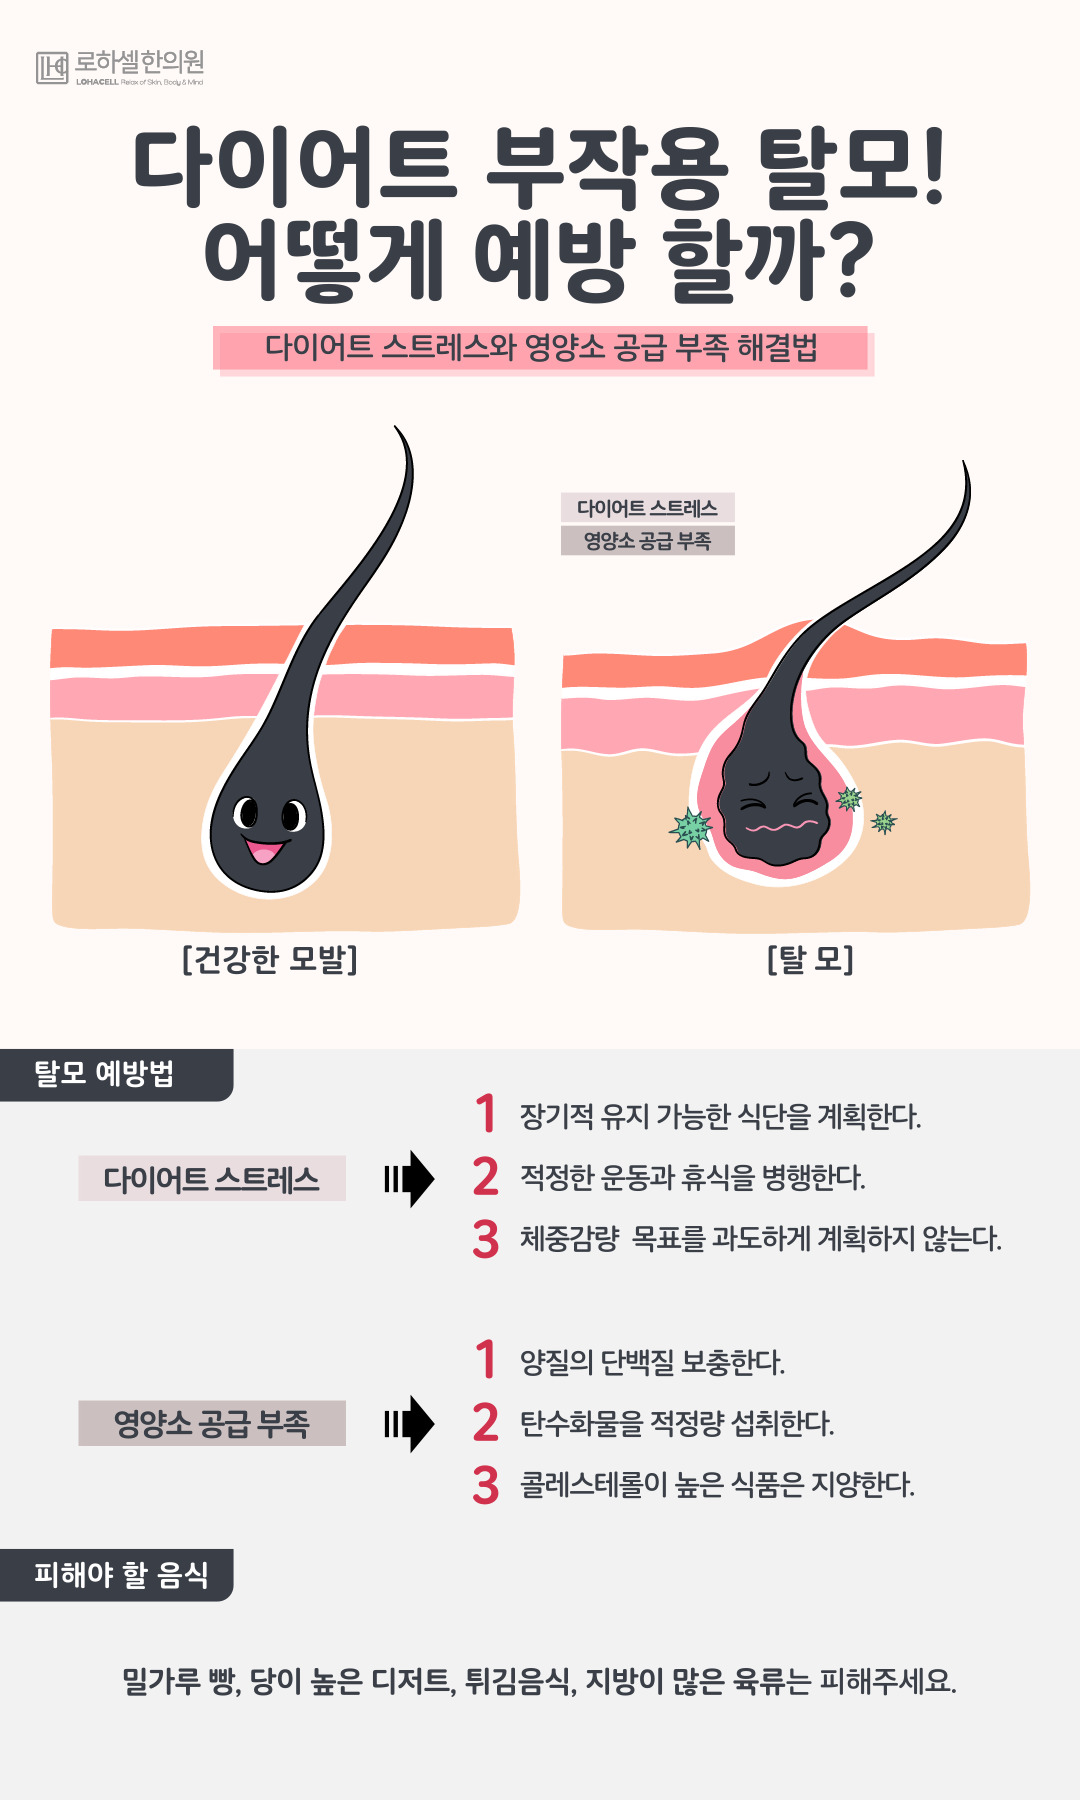 로하셀한의원
LOHACELL Relax of Skin, Body & Mind
다이어트 부작용 탈모!
어떻게 예방 할까?
다이어트 스트레스와 영양소 공급 부족 해결법
다이어트 스트레스
영양소 공급 부족
[건강한 모발]
[탈 모]
탈모 예방법
다이어트 스트레스
1 장기적 유지 가능한 식단을 계획한다.
2 적정한 운동과 휴식을 병행한다.
3 체중감량 목표를 과도하게 계획하지 않는다.
영양소 공급 부족
1 양질의 단백질 보충한다.
2 탄수화물을 적정량 섭취한다.
3 콜레스테롤이 높은 식품은 지양한다.
피해야 할 음식
밀가루 빵, 당이 높은 디저트, 튀김음식, 지방이 많은 육류는 피해주세요.